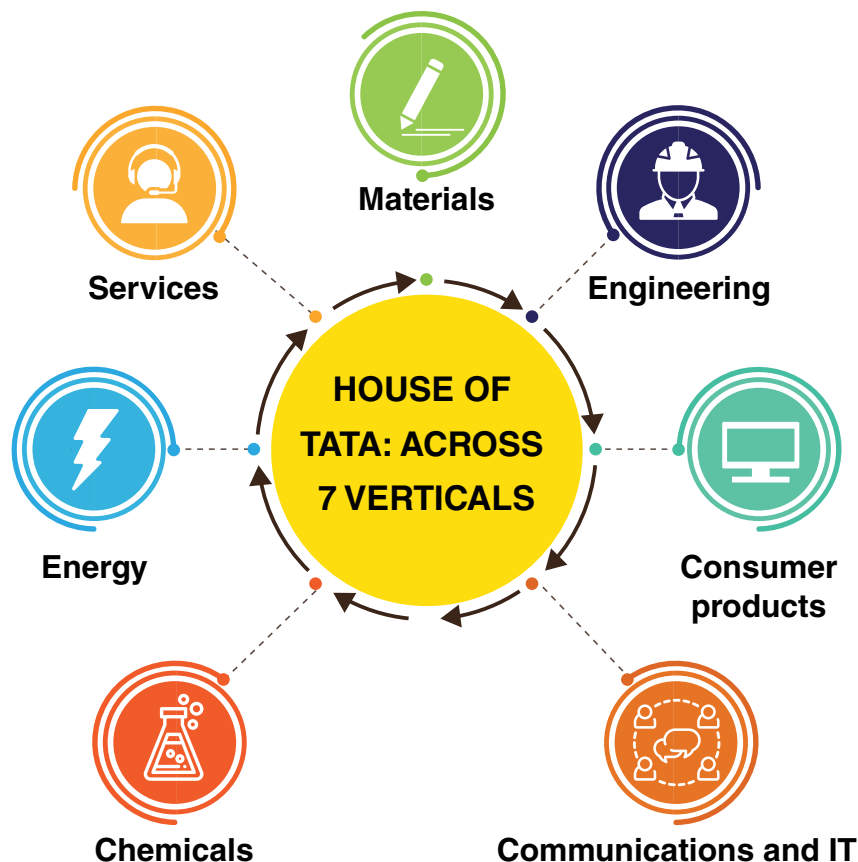 Materials
Services
Engineering
HOUSE OF
TATA: ACROSS
7 VERTICALS
Energy
Consumer
products
Chemicals
Communications and IT